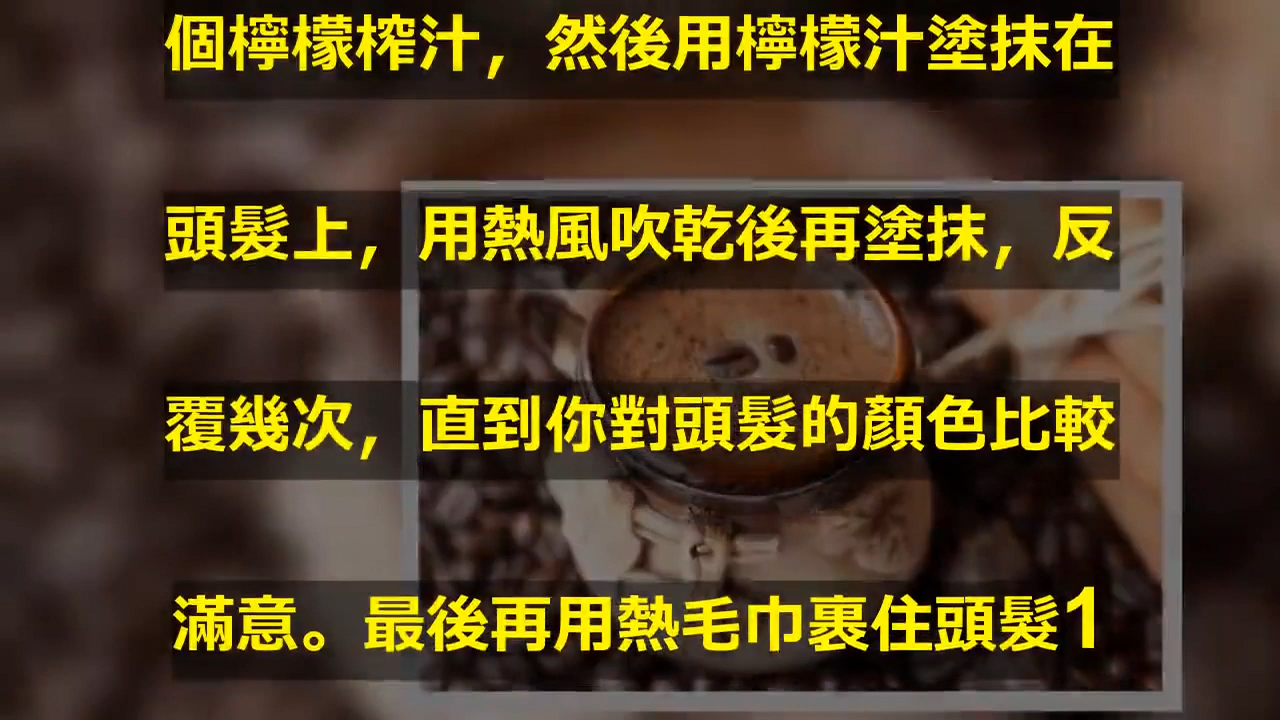 個檸檬榨汁，然後用檸檬汁塗抹在
頭髮上，用熱風吹乾後再塗抹，反
覆幾次，直到你對頭髮的顏色比較
滿意。最後再用熱毛巾裹住頭髮1